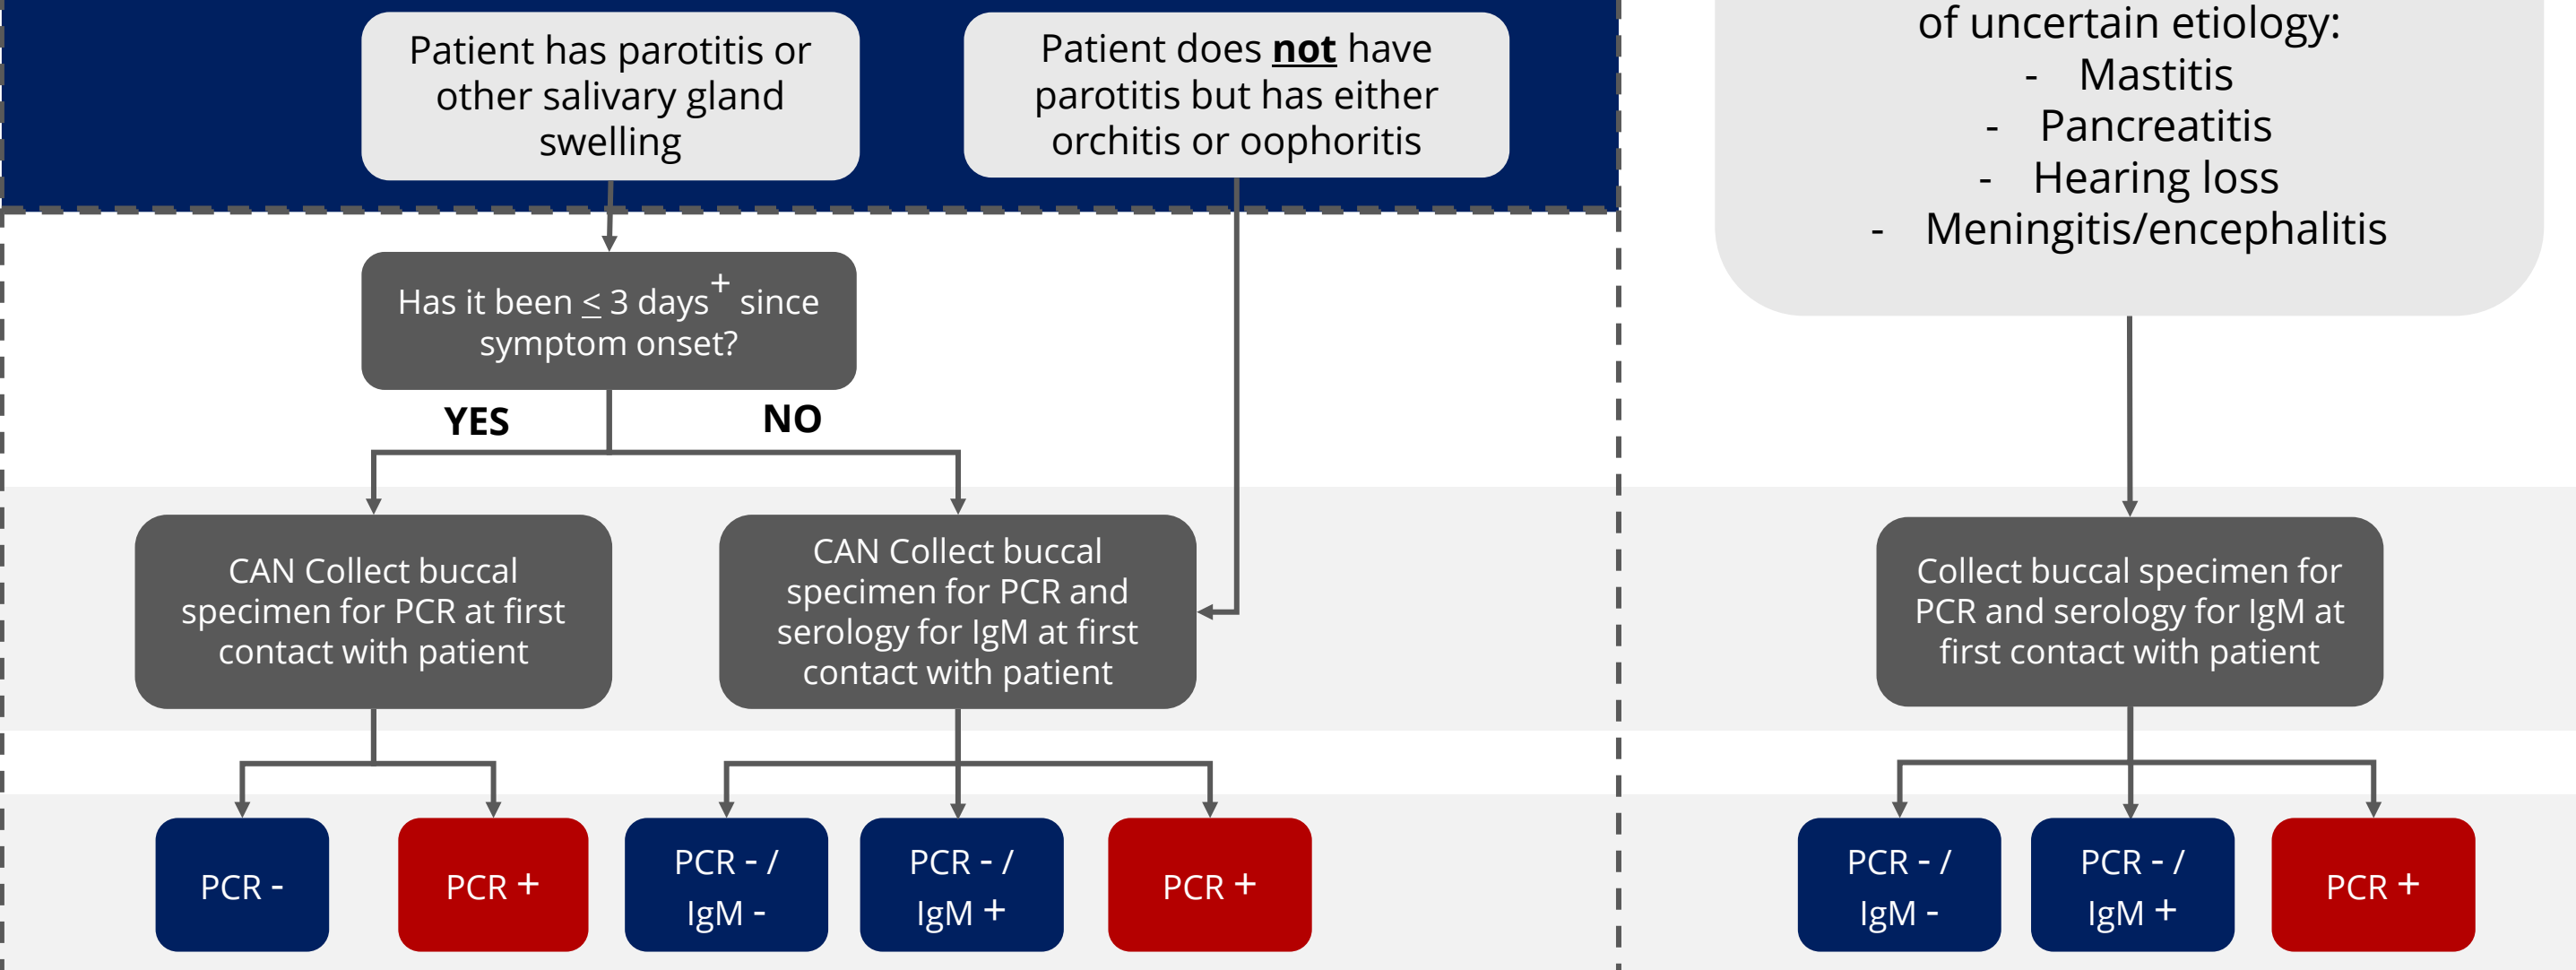 Patient has parotitis or
other salivary gland
swelling
Patient does not have
parotitis but has either
orchitis or oophoritis
of uncertain etiology:
- Mastitis
- Pancreatitis
- Hearing loss
- Meningitis/encephalitis
Has it been ≤ 3 days+ since
symptom onset?
YES
NO
CAN Collect buccal
specimen for PCR at first
contact with patient
CAN Collect buccal
specimen for PCR and
serology for IgM at first
contact with patient
Collect buccal specimen for
PCR and serology for IgM at
first contact with patient
PCR -
PCR +
PCR - /
IgM -
PCR - /
IgM +
PCR +
PCR - /
IgM -
PCR - /
IgM +
PCR +